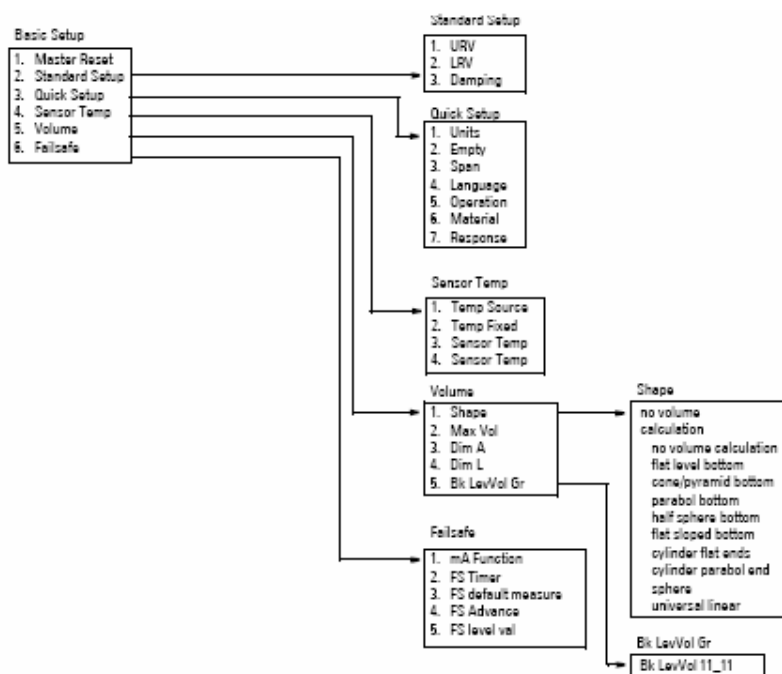 Basic Setup
1. Master Reset
2. Standard Setup
3. Quick Setup
4. Sensor Temp
5. Volume
6. Failsafe
Standard Setup
1. URV
2. LRV
3. Damping
Quick Setup
1. Units
2. Empty
3. Span
4. Language
5. Operation
6. Material
7. Response
Sensor Temp
1. Temp Source
2. Temp Fixed
3. Sensor Temp
4. Sensor Temp
Volume
1. Shape
2. Max Vol
3. Dim A
4. Dim L
5. Bk LevVol Gr
Shape
no volume
calculation
no volume calculation
flat level bottom
cone/pyramid bottom
parabol bottom
half sphere bottom
flat sloped bottom
cylinder flat ends
cylinder parabol end
sphere
universal linear
Failsafe
1. mA Function
2. FS Timer
3. FS default measure
4. FS Advance
5. FS level val
Bk LevVol Gr
Bk LevVol 11_11